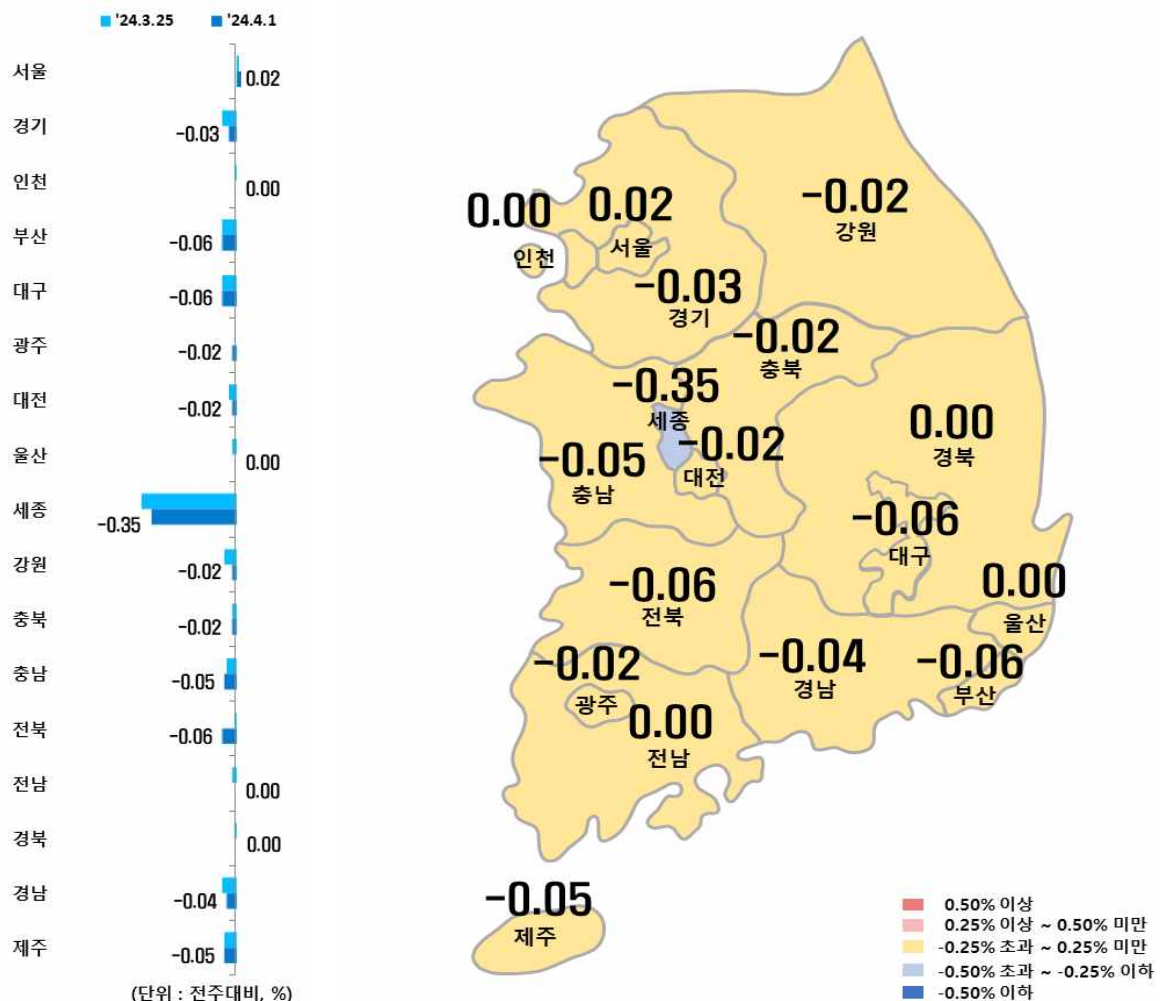 '24.3.25 '24.4.1
서울 0.02
경기 -0.03
인천 0.00
부산 -0.06
대구 -0.06
광주 -0.02
대전 -0.02
울산 0.00
세종 -0.35
강원 -0.02
충북 -0.02
충남 -0.05
전북 -0.06
전남 0.00
경북 0.00
경남 -0.04
제주 -0.05
(단위 : 전주대비, %)
0.00
인천
0.02
서울
-0.02
강원
-0.03
경기
-0.02
충북
-0.35
세종
-0.02
대전
-0.05
충남
0.00
경북
-0.06
대구
0.00
울산
-0.06
전북
-0.04
경남
-0.06
부산
-0.02
광주
0.00
전남
-0.05
제주
0.50% 이상
0.25% 이상 ~ 0.50% 미만
-0.25% 초과 ~ 0.25% 미만
-0.50% 초과 ~ -0.25% 이하
-0.50% 이하